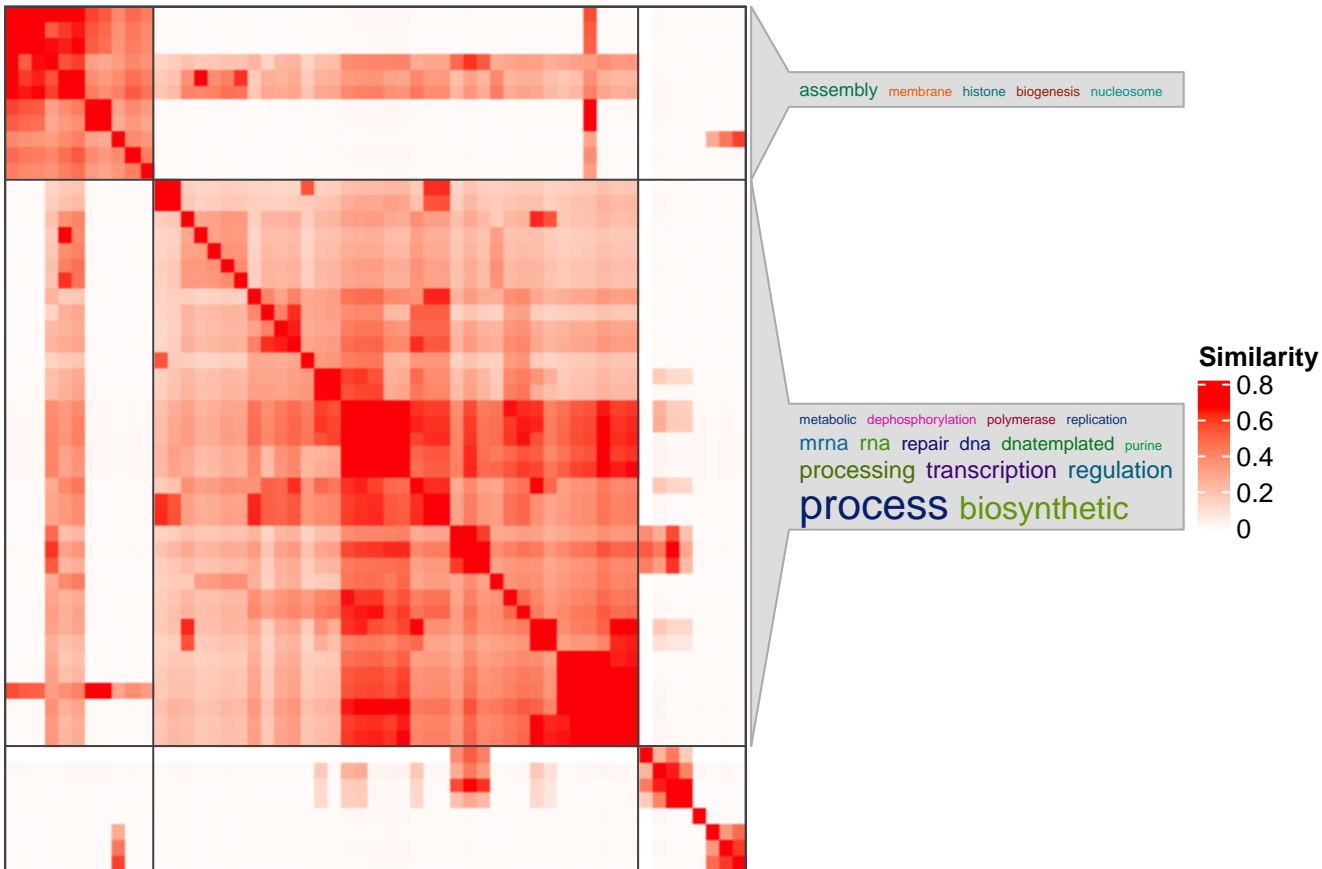 assembly membrane histone biogenesis nucleosome
metabolic dephosphorylation polymerase replication
mrna rna repair dna dnatemplated purine
processing transcription regulation
process biosynthetic
Similarity
0.8
0.6
0.4
0.2
0